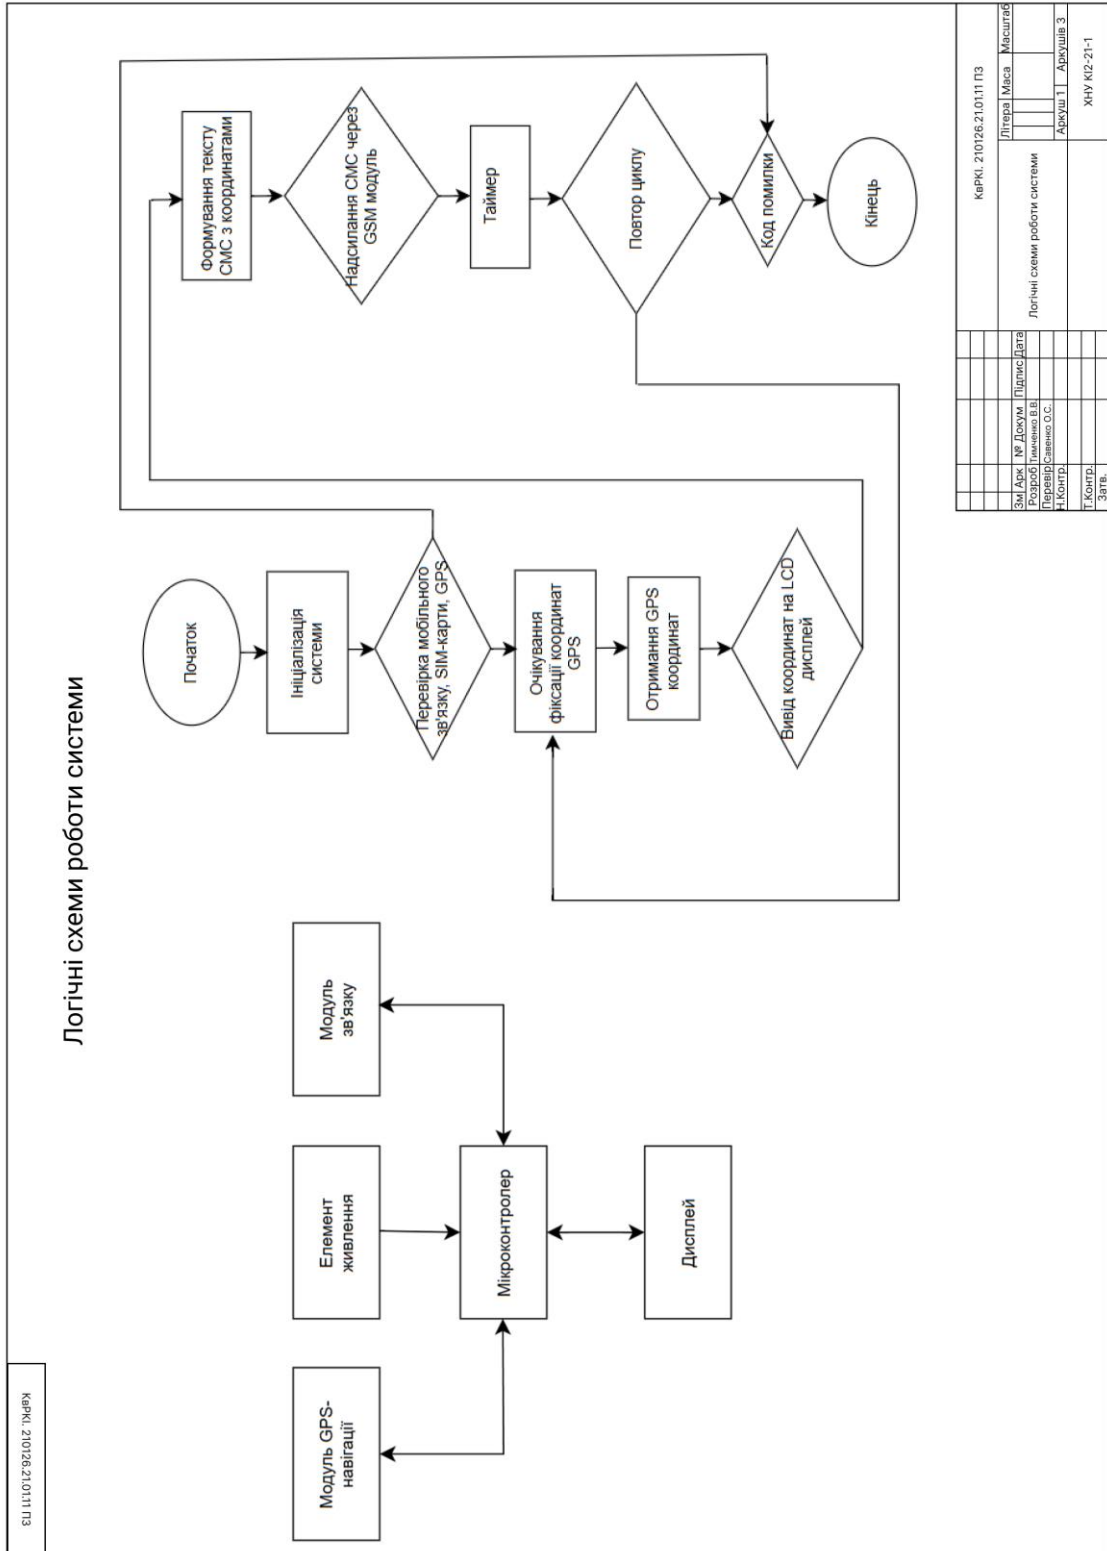 КвРКІ. 210126.21.01.11 ПЗ
Логічні схеми роботи системи
Модуль GPS-
навігації
Елемент
живлення
Модуль
зв'язку
Мікроконтролер
Дисплей
Початок
Ініціалізація
системи
Перевірка мобільного
зв'язку, SIM-карти, GPS
Очікування
фіксації координат
GPS
Отримання GPS
координат
Вивід координат на LCD
дисплей
Формування тексту
СМС з координатами
Надсилання СМС через
GSM модуль
Таймер
Повтор циклу
Код помилки
Кінець
КвРКІ. 210126.21.01.11 ПЗ
Зм Арк № Докум Підпис Дата
Розроб Тимченко В.В.
Перевір Савенко О.С.
Н.Контр.
Т.Контр.
Затв.
Логічні схеми роботи системи
Літера Маса Масштаб
Аркуш 1 Аркушів 3
ХНУ КІ2-21-1